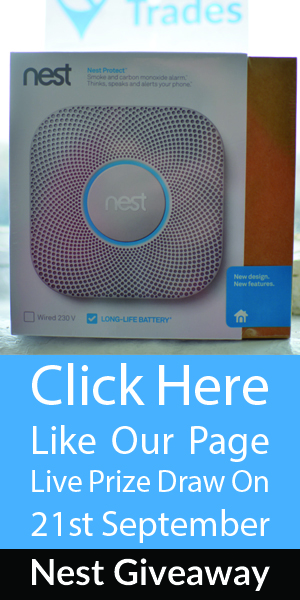 Trades
nest
Nest Protect
Smoke and carbon monoxide alarm.
Thinks, speaks and alerts your phone.
nest
New design.
New features.
Wired 230 V
LONG-LIFE BATTERY
Click Here
Like Our Page
Live Prize Draw On
21st September
Nest Giveaway